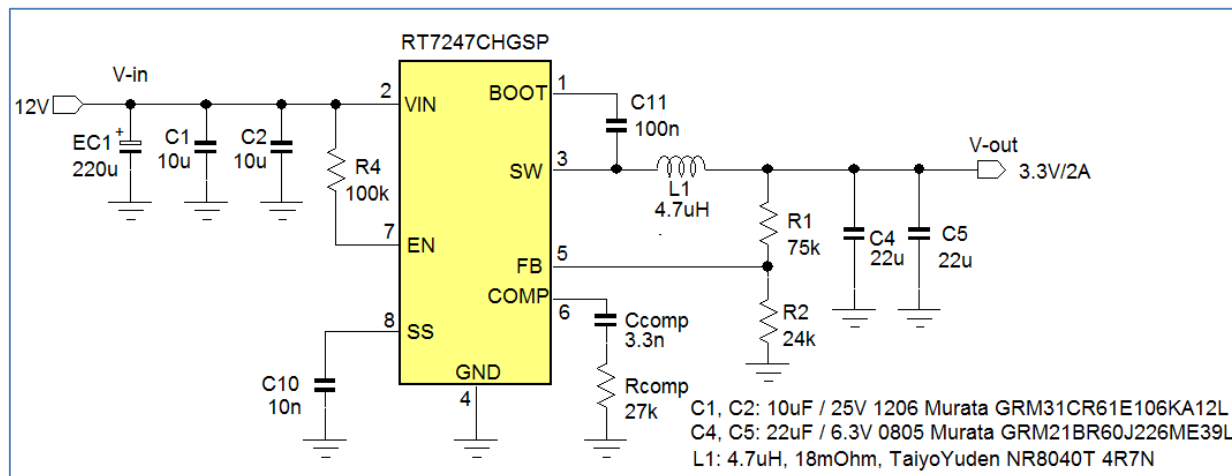 RT7247CHGSP
V-in
12V
2
VIN
BOOT
1
C11
100n
EC1
+
220u
C1
10u
C2
10u
R4
100k
SW
3
L1
4.7uH
V-out
3.3V/2A
7
EN
FB
5
R1
75k
C4
22u
C5
22u
COMP
6
Ccomp
3.3n
R2
24k
8
SS
C10
10n
GND
4
Rcomp
27k
C1, C2: 10uF / 25V 1206 Murata GRM31CR61E106KA12L
C4, C5: 22uF / 6.3V 0805 Murata GRM21BR60J226ME39L
L1: 4.7uH, 18mOhm, TaiyoYuden NR8040T 4R7N